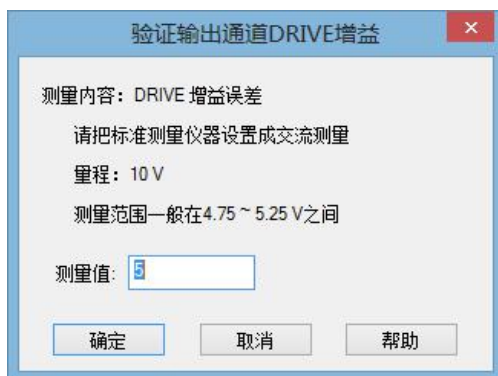 验证输出通道DRIVE增益
测量内容：DRIVE 增益误差
请把标准测量仪器设置成交流测量
量程：10 V
测量范围一般在4.75 ~ 5.25 V之间
测量值: 5
确定 取消 帮助